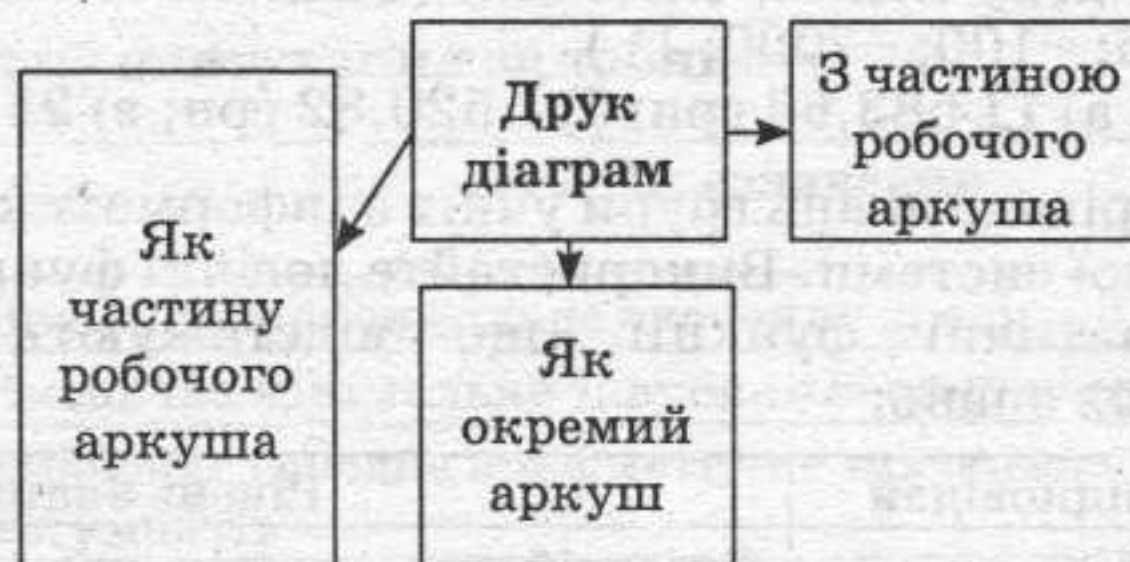 Друк
діаграм
З частиною
робочого
аркуша
Як
частину
робочого
аркуша
Як
окремий
аркуш